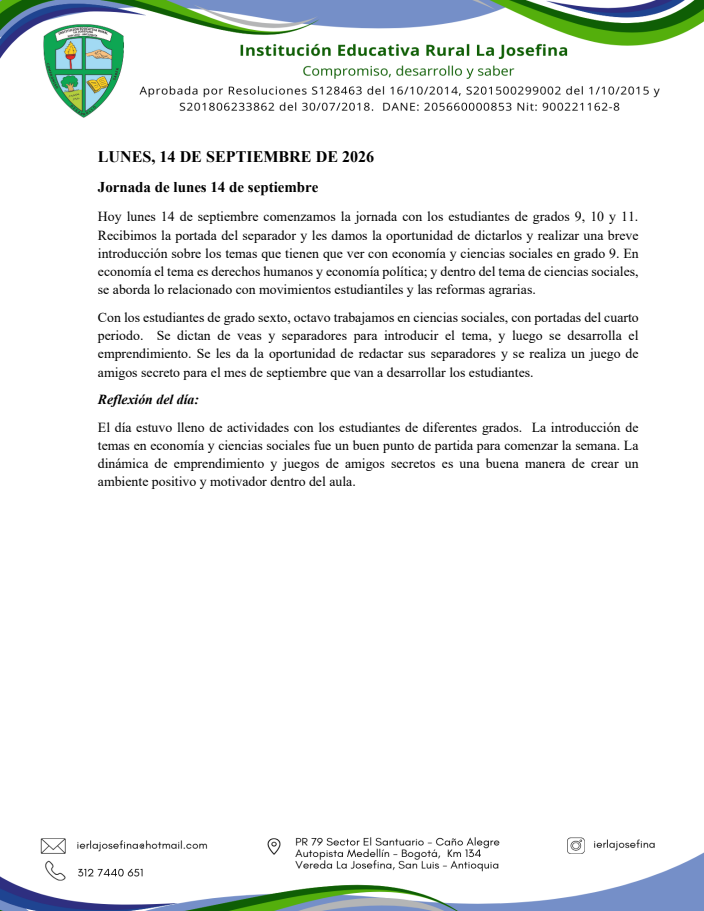 Institución Educativa Rural La Josefina
Compromiso, desarrollo y saber
Aprobada por Resoluciones S128463 del 16/10/2014, S201500299002 del 1/10/2015 y
S201806233862 del 30/07/2018. DANE: 205660000853 Nit: 900221162-8
LUNES, 14 DE SEPTIEMBRE DE 2026
Jornada de lunes 14 de septiembre
Hoy lunes 14 de septiembre comenzamos la jornada con los estudiantes de grados 9, 10 y 11.
Recibimos la portada del separador y les damos la oportunidad de dictarlos y realizar una breve
introducción sobre los temas que tienen que ver con economía y ciencias sociales en grado 9. En
economía el tema es derechos humanos y economía política; y dentro del tema de ciencias sociales,
se aborda lo relacionado con movimientos estudiantiles y las reformas agrarias.
Con los estudiantes de grado sexto, octavo trabajamos en ciencias sociales, con portadas del cuarto
periodo. Se dictan de veas y separadores para introducir el tema, y luego se desarrolla el
emprendimiento. Se les da la oportunidad de redactar sus separadores y se realiza un juego de
amigos secreto para el mes de septiembre que van a desarrollar los estudiantes.
Reflexión del día:
El día estuvo lleno de actividades con los estudiantes de diferentes grados. La introducción de
temas en economía y ciencias sociales fue un buen punto de partida para comenzar la semana. La
dinámica de emprendimiento y juegos de amigos secretos es una buena manera de crear un
ambiente positivo y motivador dentro del aula.
ierlajosefina@hotmail.com
312 7440 651
PR 79 Sector El Santuario - Caño Alegre
Autopista Medellín - Bogotá, Km 134
Vereda La Josefina, San Luis - Antioquia
ierlajosefina